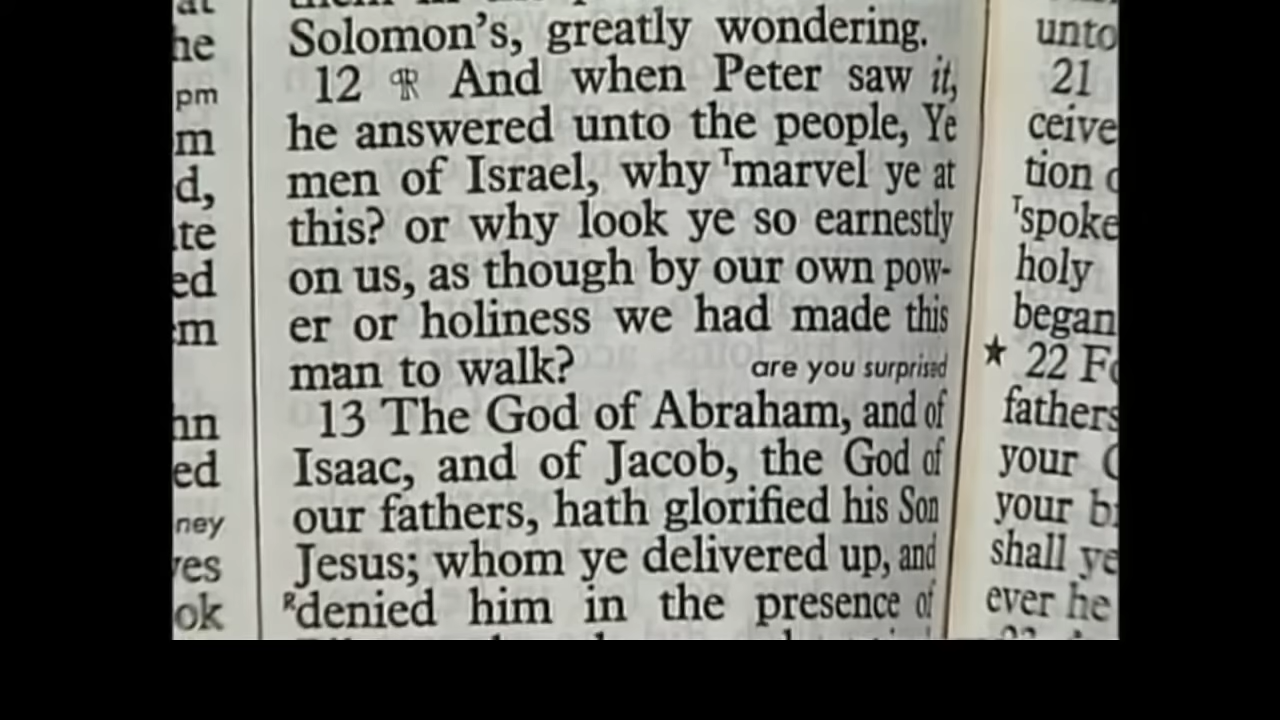 he
pm
m
d,
te
ed
m
hn
ed
ney
ves
ok
Solomon's, greatly wondering.
12 ¶ And when Peter saw it,
he answered unto the people, Ye
men of Israel, why ᵀmarvel ye at
this? or why look ye so earnestly
on us, as though by our own pow-
er or holiness we had made this
man to walk? are you surprised
13 The God of Abraham, and of
Isaac, and of Jacob, the God of
our fathers, hath glorified his Son
Jesus; whom ye delivered up, and
ᴿdenied him in the presence of
unto
21
ceive
tion
ᵀspoke
holy
began
★ 22
fathers
your
your
shall ye
ever he